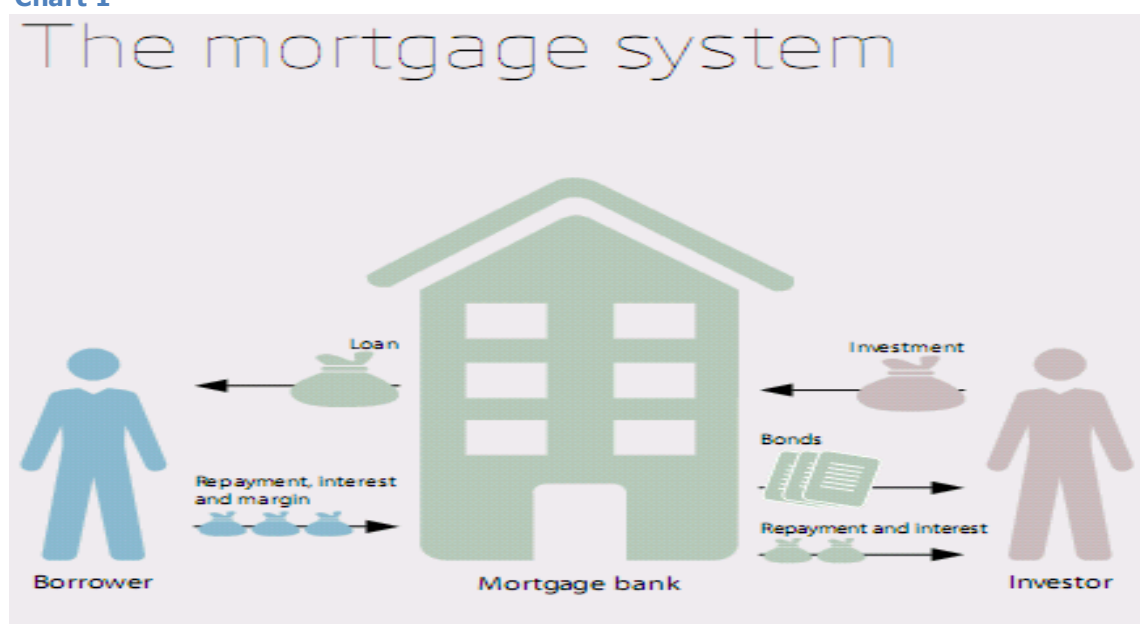 Chart 1
The mortgage system
Loan
Investment
Bonds
Repayment, interest
and margin
Repayment and interest
Borrower
Mortgage bank
Investor